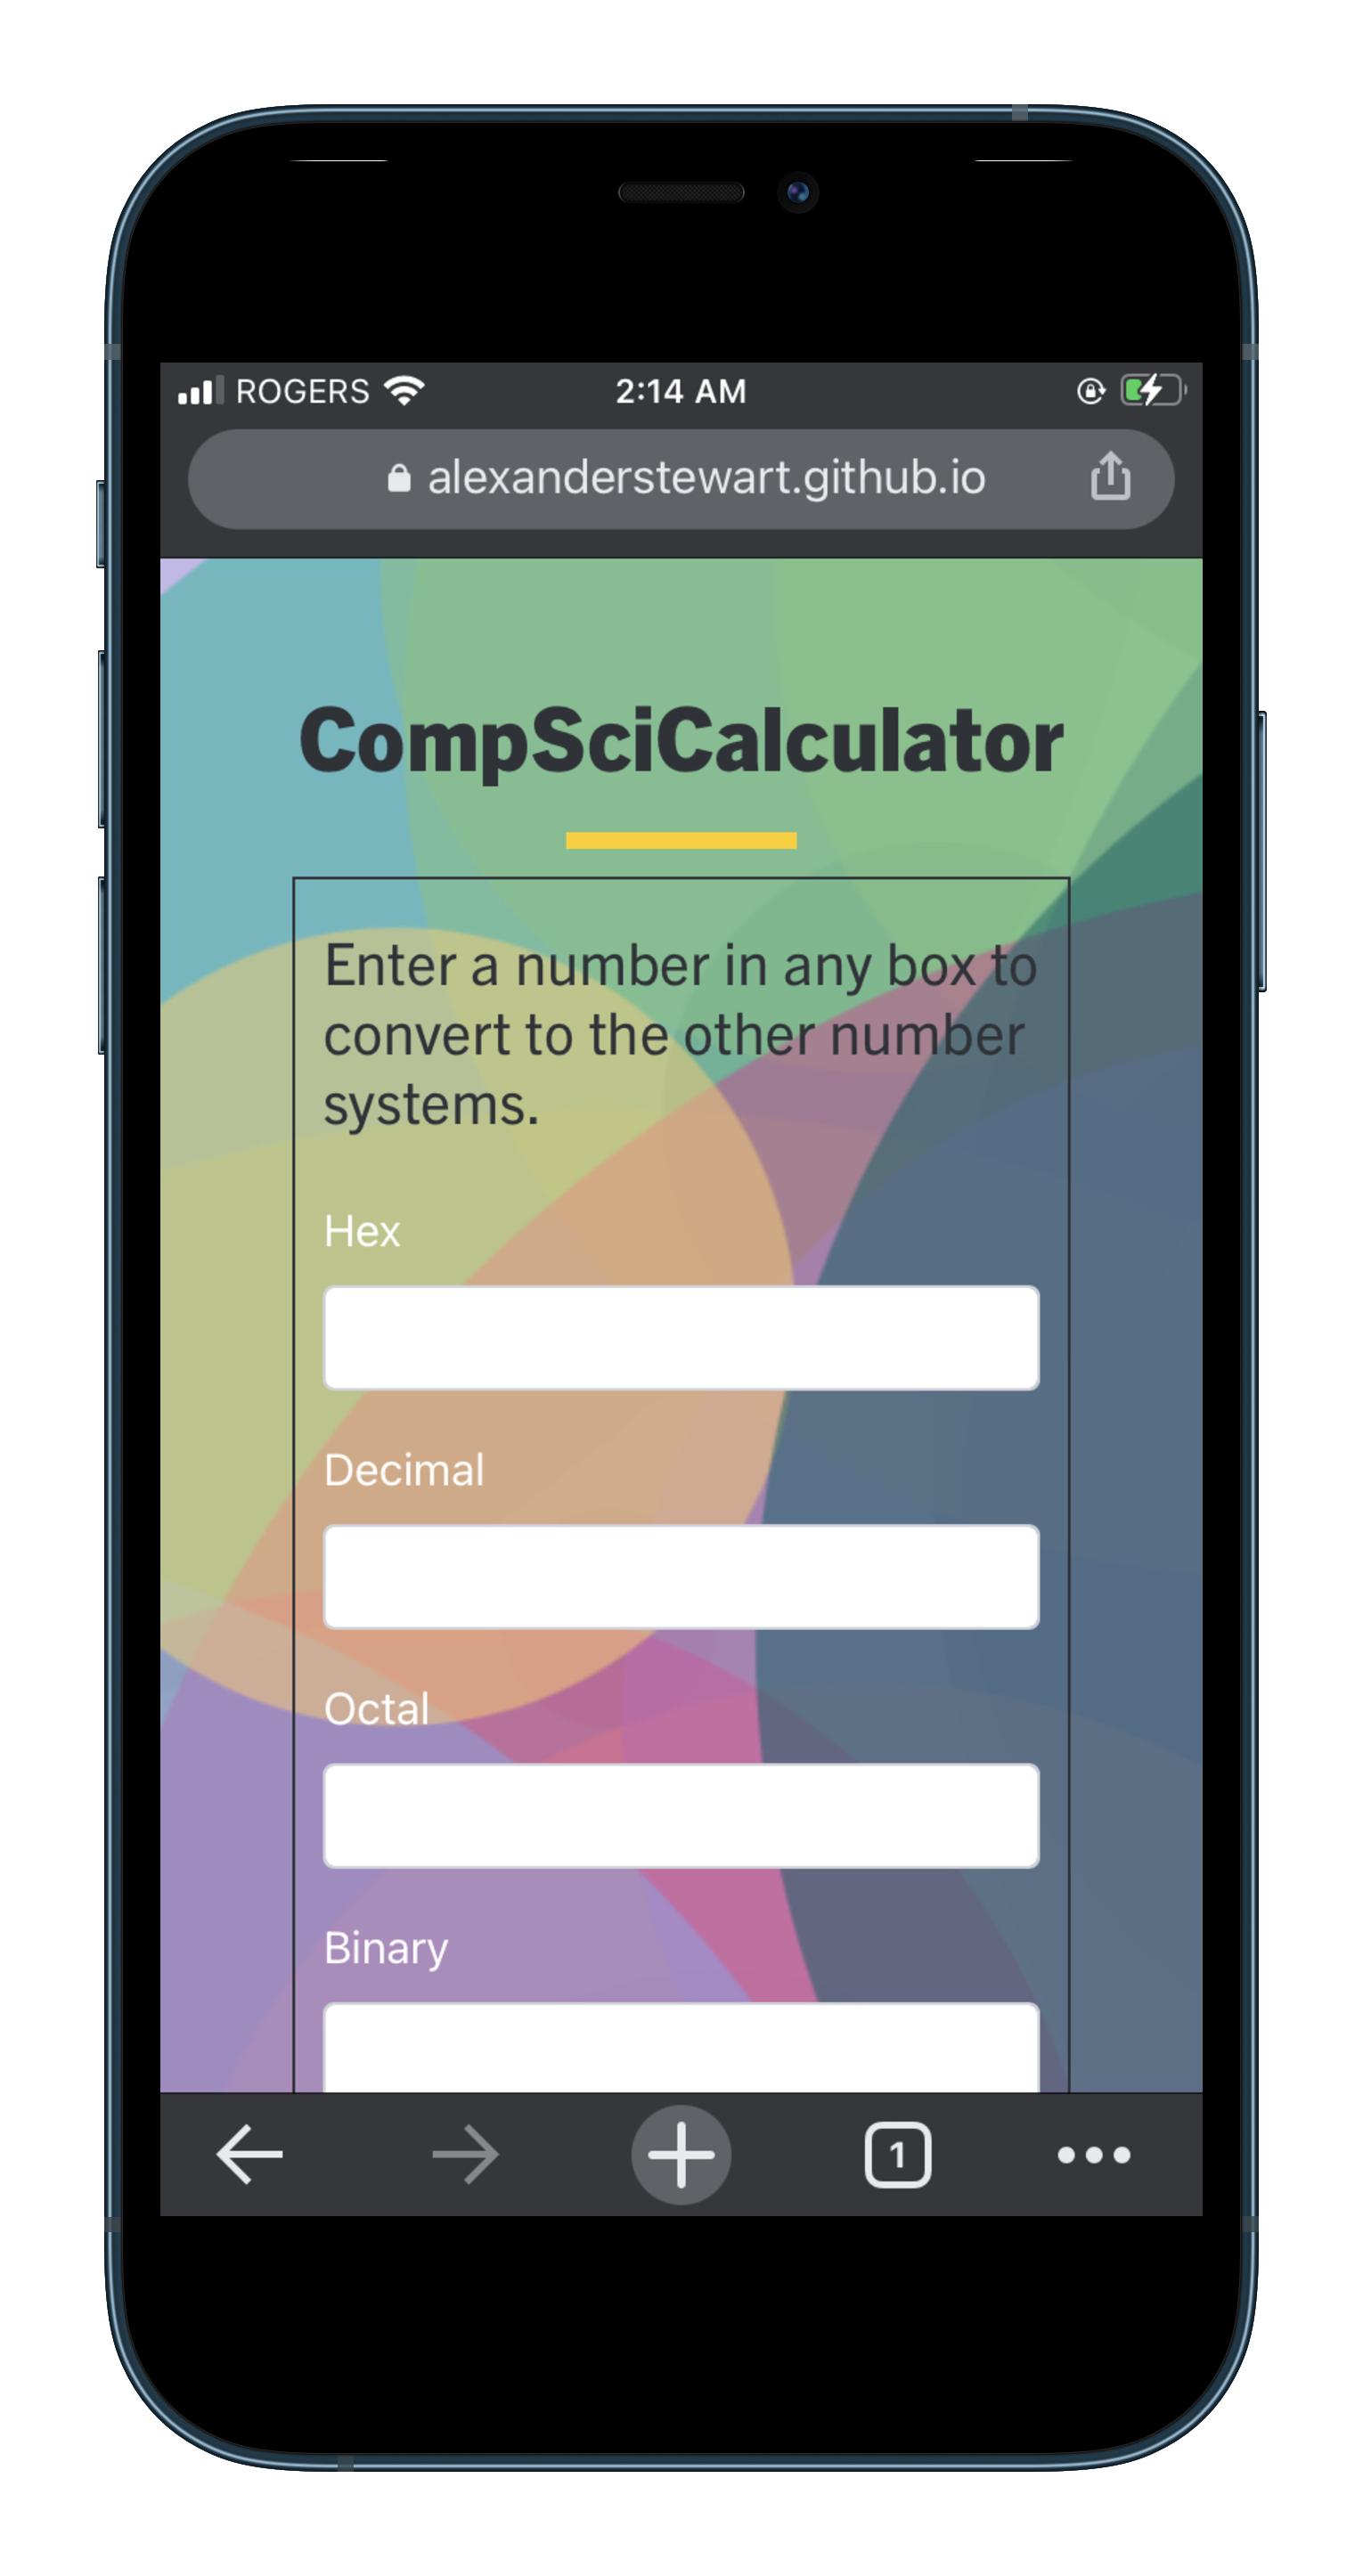 ROGERS 2:14 AM
alexanderstewart.github.io
CompSciCalculator
Enter a number in any box to
convert to the other number
systems.
Hex
Decimal
Octal
Binary
1